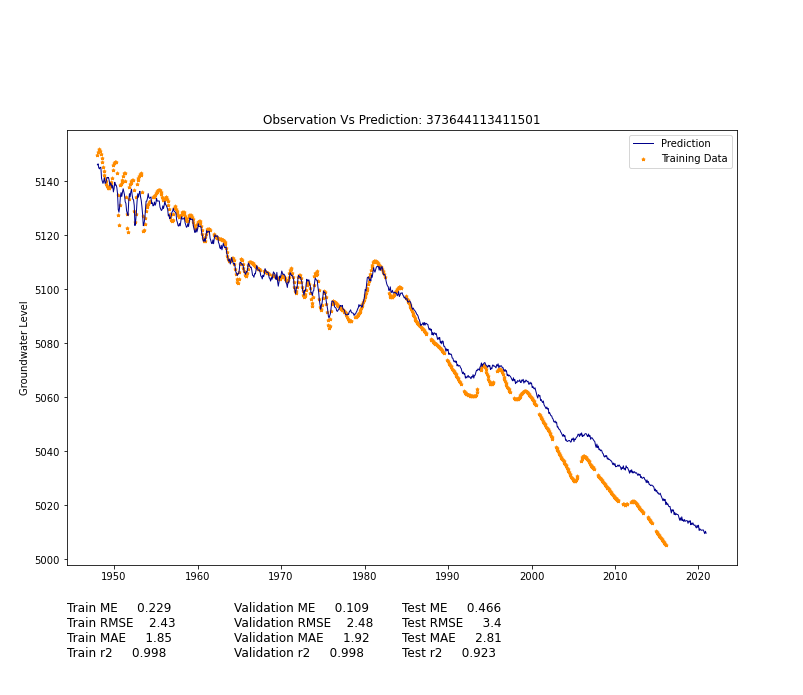 Observation Vs Prediction: 373644113411501
Prediction
Training Data
Groundwater Level
5140
5120
5100
5080
5060
5040
5020
5000
1950 1960 1970 1980 1990 2000 2010 2020
Train ME 0.229 Validation ME 0.109 Test ME 0.466
Train RMSE 2.43 Validation RMSE 2.48 Test RMSE 3.4
Train MAE 1.85 Validation MAE 1.92 Test MAE 2.81
Train r2 0.998 Validation r2 0.998 Test r2 0.923